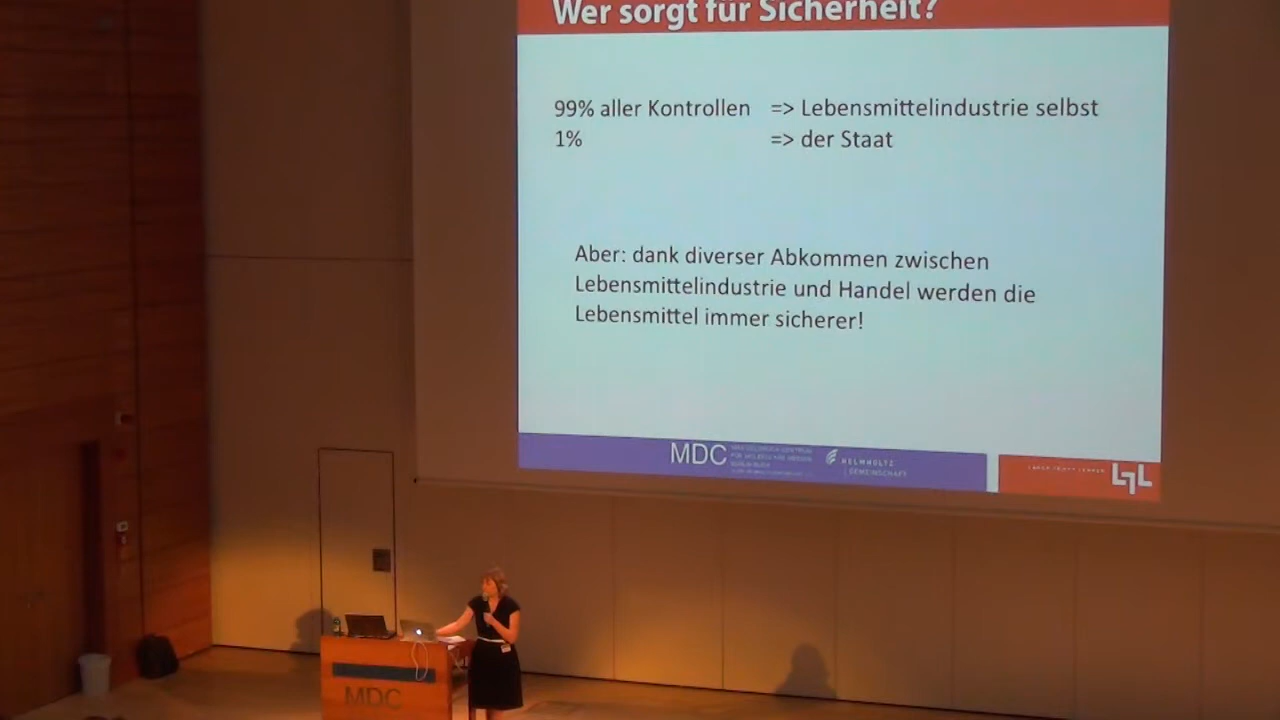 Wer sorgt für Sicherheit?
99% aller Kontrollen => Lebensmittelindustrie selbst
1% => der Staat
Aber: dank diverser Abkommen zwischen
Lebensmittelindustrie und Handel werden die
Lebensmittel immer sicherer!
MDC
HELMHOLTZ
GEMEINSCHAFT
MDC